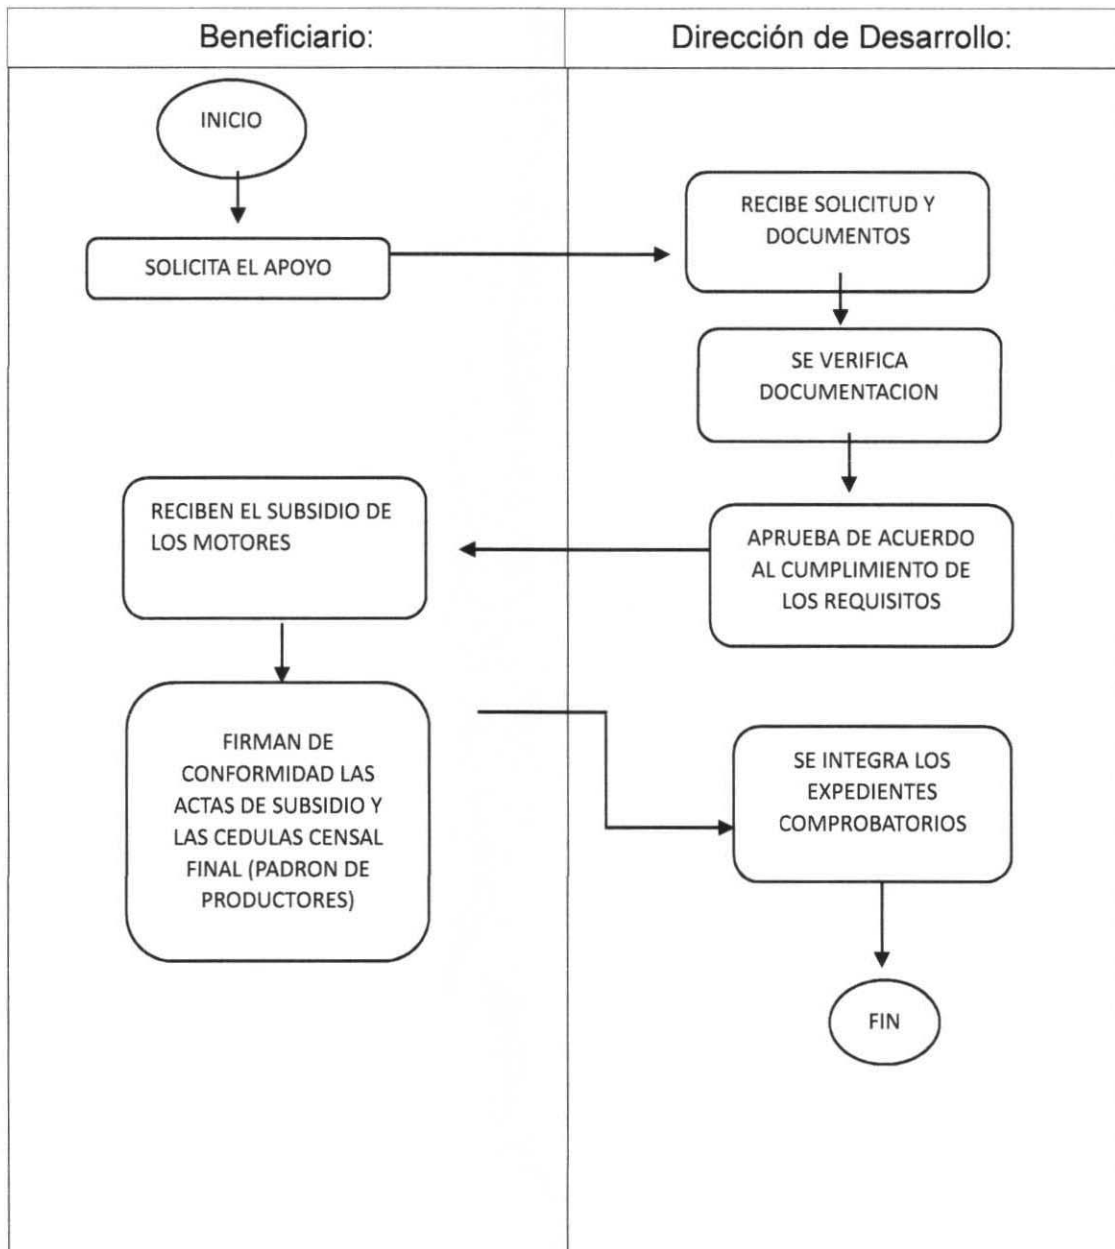 Beneficiario:
Dirección de Desarrollo:
INICIO
SOLICITA EL APOYO
RECIBE SOLICITUD Y
DOCUMENTOS
SE VERIFICA
DOCUMENTACION
APRUEBA DE ACUERDO
AL CUMPLIMIENTO DE
LOS REQUISITOS
RECIBEN EL SUBSIDIO DE
LOS MOTORES
FIRMAN DE
CONFORMIDAD LAS
ACTAS DE SUBSIDIO Y
LAS CEDULAS CENSAL
FINAL (PADRON DE
PRODUCTORES)
SE INTEGRA LOS
EXPEDIENTES
COMPROBATORIOS
FIN